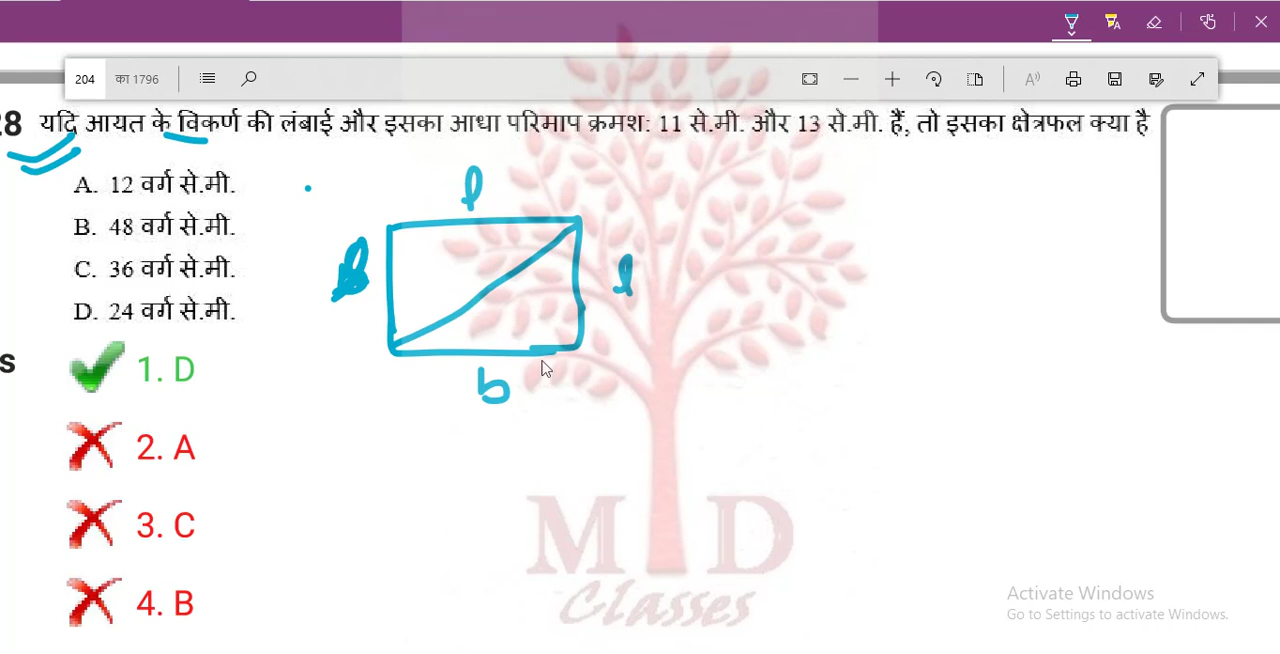 204 का 1796
28 यदि आयत के विकर्ण की लंबाई और इसका आधा परिमाप क्रमश: 11 से.मी. और 13 से.मी. हैं, तो इसका क्षेत्रफल क्या है
A. 12 वर्ग से.मी.
B. 48 वर्ग से.मी.
C. 36 वर्ग से.मी.
D. 24 वर्ग से.मी.
l
l
b
s
1. D
2. A
3. C
4. B
M D
Classes
Activate Windows
Go to Settings to activate Windows.